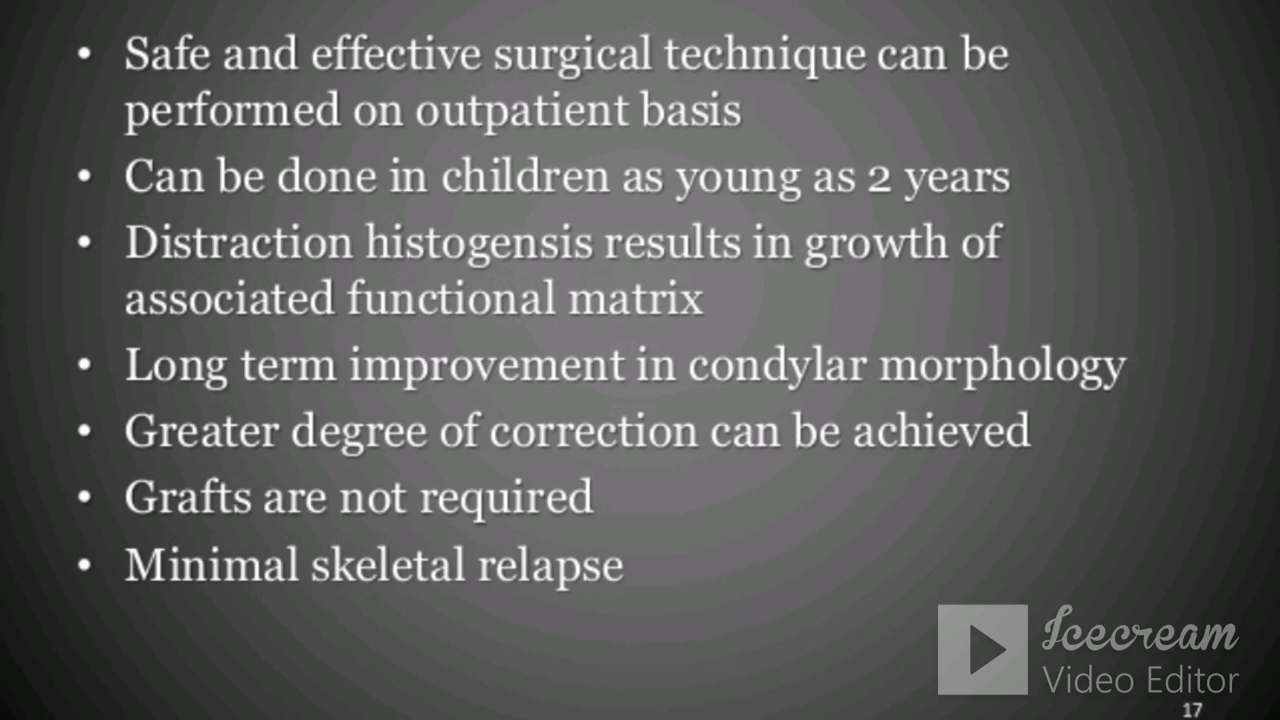 • Safe and effective surgical technique can be
performed on outpatient basis
• Can be done in children as young as 2 years
• Distraction histogensis results in growth of
associated functional matrix
• Long term improvement in condylar morphology
• Greater degree of correction can be achieved
• Grafts are not required
• Minimal skeletal relapse
Icecream
Video Editor
17